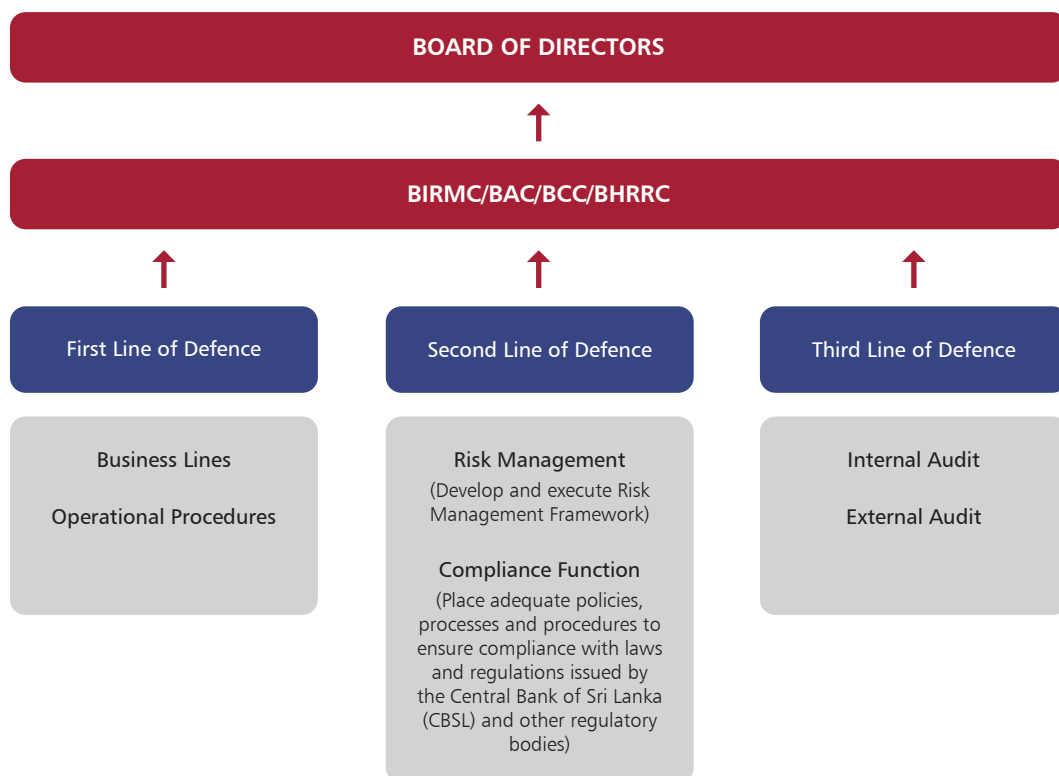 BOARD OF DIRECTORS
BIRMC/BAC/BCC/BHRRC
First Line of Defence
Business Lines
Operational Procedures
Second Line of Defence
Risk Management
(Develop and execute Risk
Management Framework)
Compliance Function
(Place adequate policies,
processes and procedures to
ensure compliance with laws
and regulations issued by
the Central Bank of Sri Lanka
(CBSL) and other regulatory
bodies)
Third Line of Defence
Internal Audit
External Audit